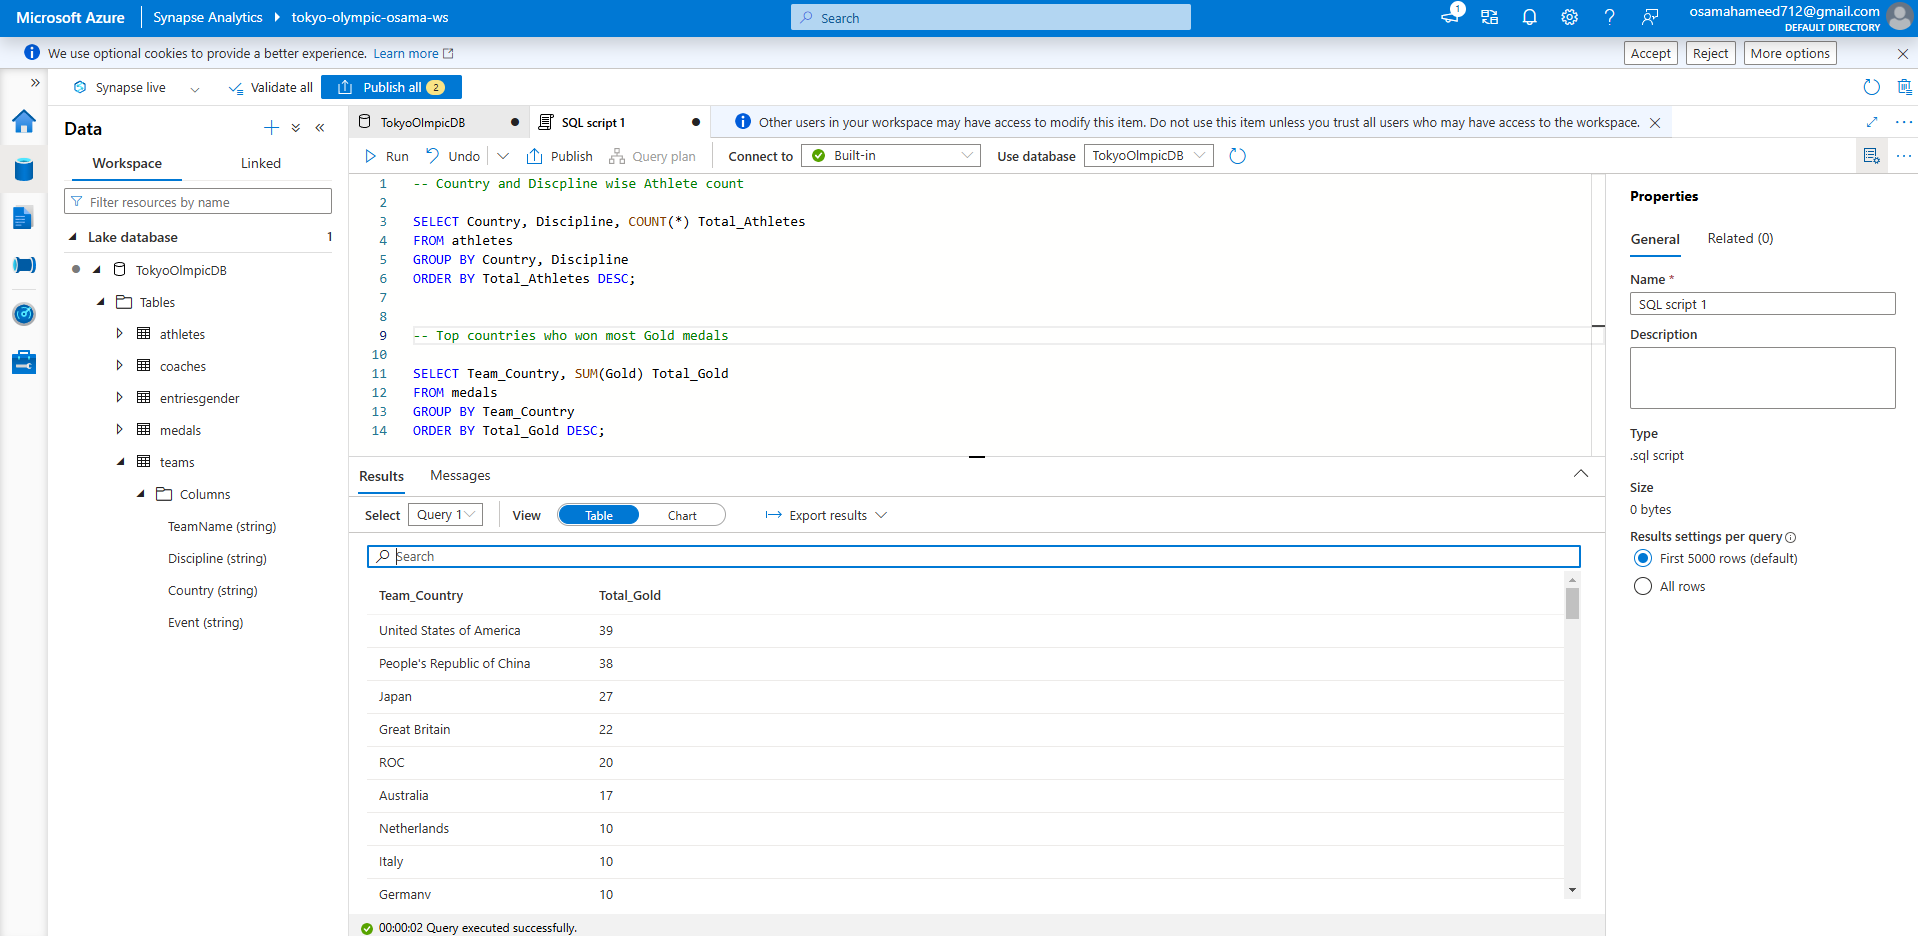 Microsoft Azure
Synapse Analytics
tokyo-olympic-osama-ws
Search
1
osamahameed712@gmail.com
DEFAULT DIRECTORY
We use optional cookies to provide a better experience. Learn more
Accept
Reject
More options
Synapse live
Validate all
Publish all 2
Data
Workspace
Linked
Filter resources by name
Lake database 1
TokyoOlmpicDB
Tables
athletes
coaches
entriesgender
medals
teams
Columns
TeamName (string)
Discipline (string)
Country (string)
Event (string)
TokyoOlmpicDB
SQL script 1
Other users in your workspace may have access to modify this item. Do not use this item unless you trust all users who may have access to the workspace.
Run
Undo
Publish
Query plan
Connect to
Built-in
Use database
TokyoOlmpicDB
1 -- Country and Discpline wise Athlete count
2
3 SELECT Country, Discipline, COUNT(*) Total_Athletes
4 FROM athletes
5 GROUP BY Country, Discipline
6 ORDER BY Total_Athletes DESC;
7
8
9 -- Top countries who won most Gold medals
10
11 SELECT Team_Country, SUM(Gold) Total_Gold
12 FROM medals
13 GROUP BY Team_Country
14 ORDER BY Total_Gold DESC;
Results
Messages
Select
Query 1
View
Table
Chart
Export results
Search
Team_Country Total_Gold
United States of America 39
People's Republic of China 38
Japan 27
Great Britain 22
ROC 20
Australia 17
Netherlands 10
Italy 10
Germany 10
00:00:02 Query executed successfully.
Properties
General
Related (0)
Name *
SQL script 1
Description
Type
.sql script
Size
0 bytes
Results settings per query
First 5000 rows (default)
All rows